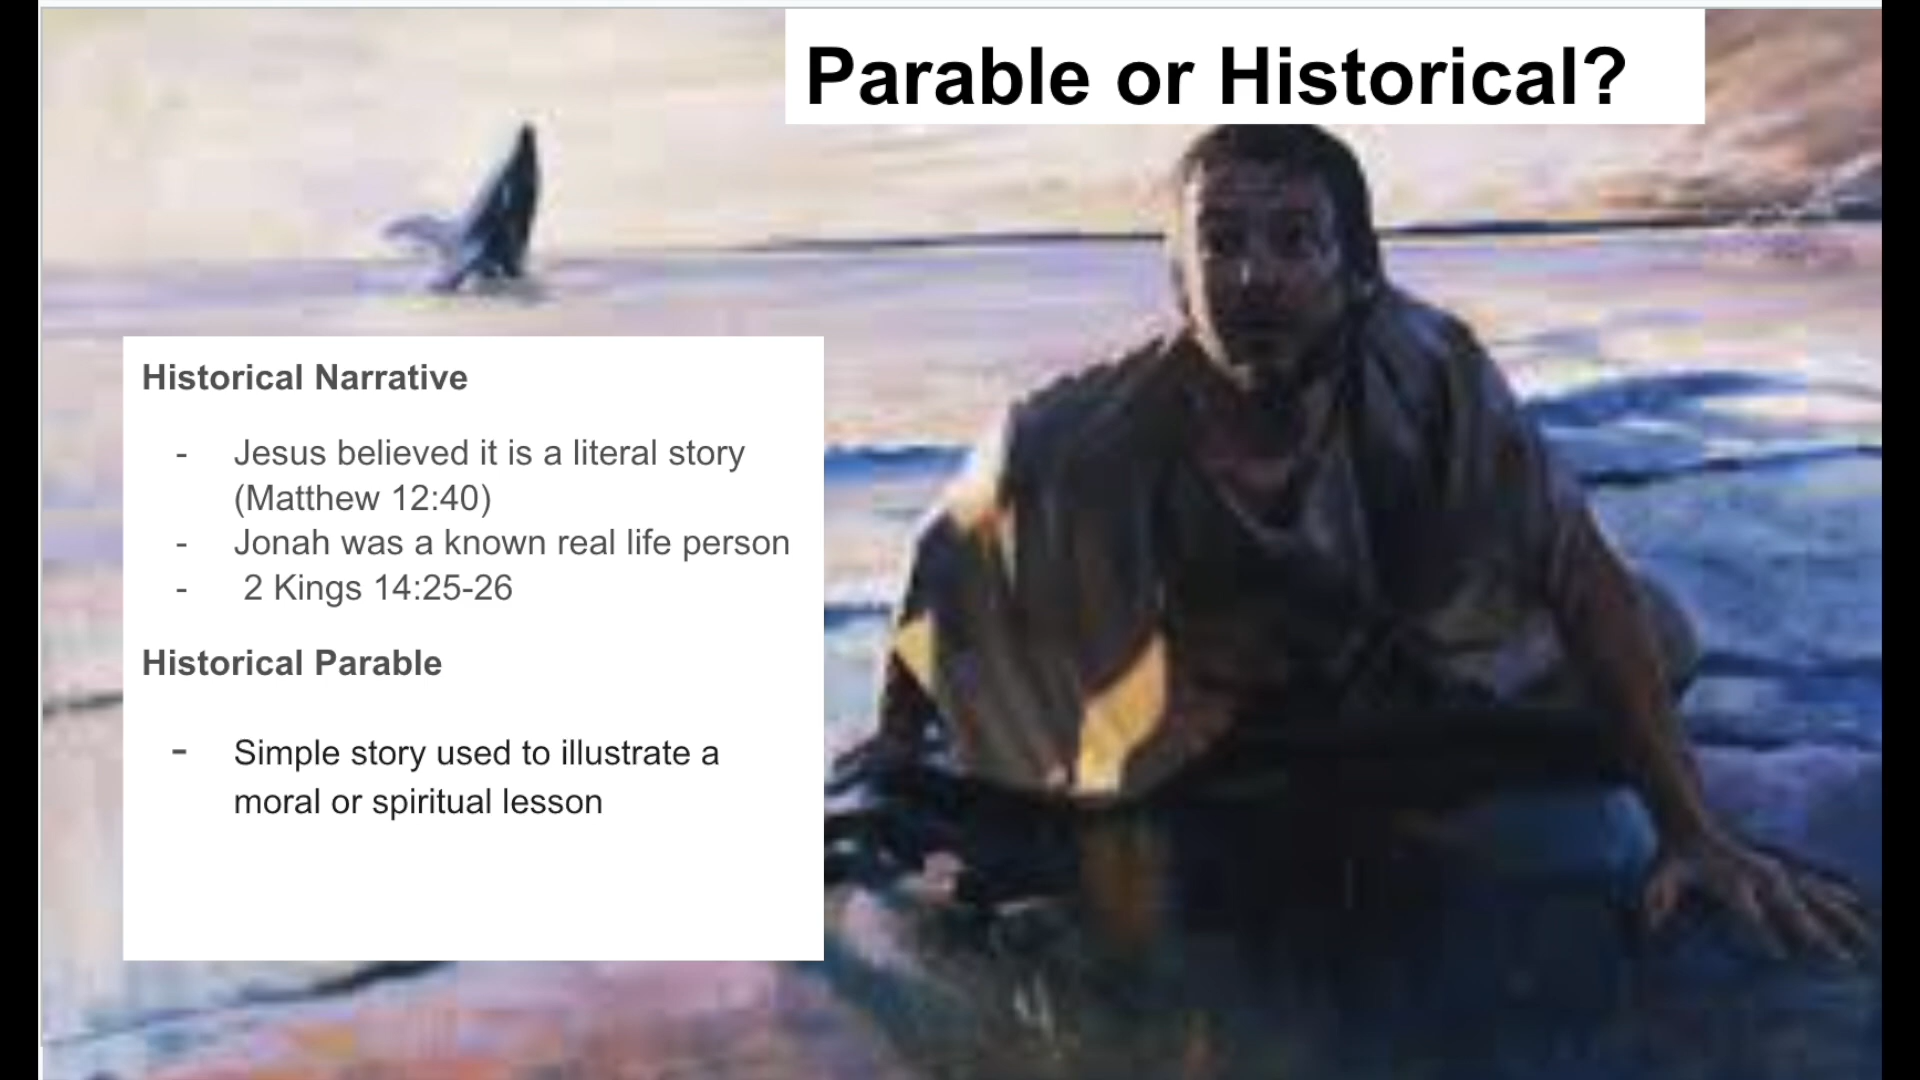 Parable or Historical?
Historical Narrative
- Jesus believed it is a literal story
(Matthew 12:40)
- Jonah was a known real life person
- 2 Kings 14:25-26
Historical Parable
- Simple story used to illustrate a
moral or spiritual lesson